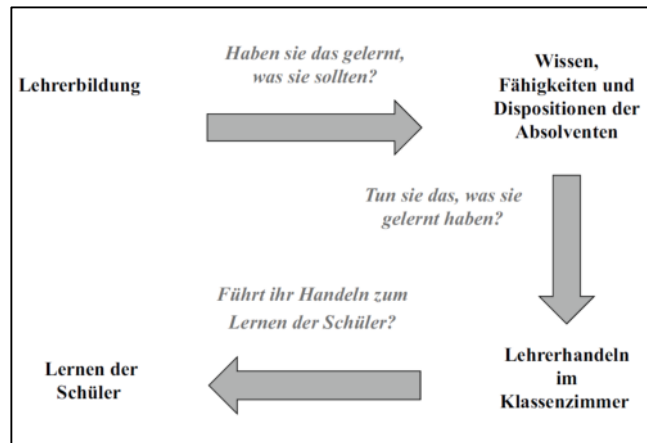 Lehrerbildung
Haben sie das gelernt,
was sie sollten?
Wissen,
Fähigkeiten und
Dispositionen der
Absolventen
Tun sie das, was sie
gelernt haben?
Lehrerhandeln
im
Klassenzimmer
Führt ihr Handeln zum
Lernen der Schüler?
Lernen der
Schüler